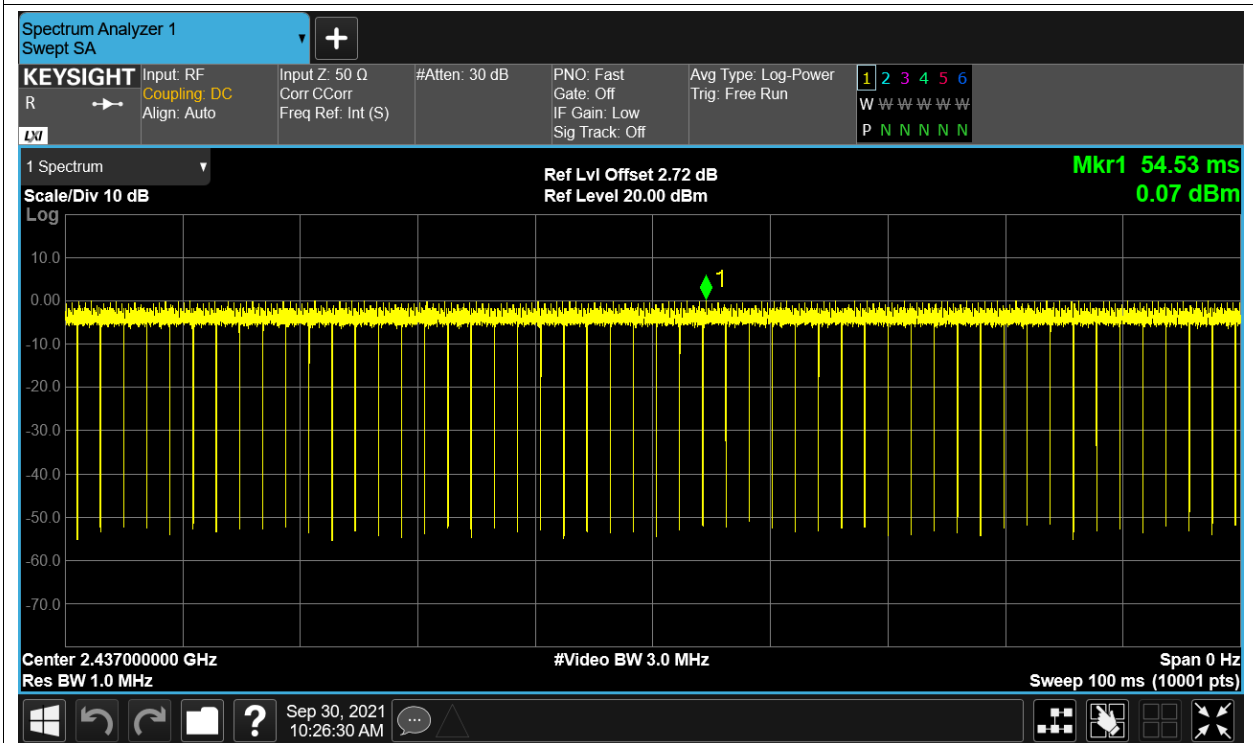 Spectrum Analyzer 1
Swept SA
KEYSIGHT
R
LXI
Input: RF
Coupling: DC
Align: Auto
Input Z: 50 Ω
Corr CCorr
Freq Ref: Int (S)
#Atten: 30 dB
PNO: Fast
Gate: Off
IF Gain: Low
Sig Track: Off
Avg Type: Log-Power
Trig: Free Run
1 2 3 4 5 6
W W W W W W
P N N N N N
1 Spectrum
Scale/Div 10 dB
Ref Lvl Offset 2.72 dB
Ref Level 20.00 dBm
Mkr1 54.53 ms
0.07 dBm
Log
10.0
0.00
-10.0
-20.0
-30.0
-40.0
-50.0
-60.0
-70.0
1
Center 2.437000000 GHz
Res BW 1.0 MHz
#Video BW 3.0 MHz
Span 0 Hz
Sweep 100 ms (10001 pts)
?
Sep 30, 2021
10:26:30 AM